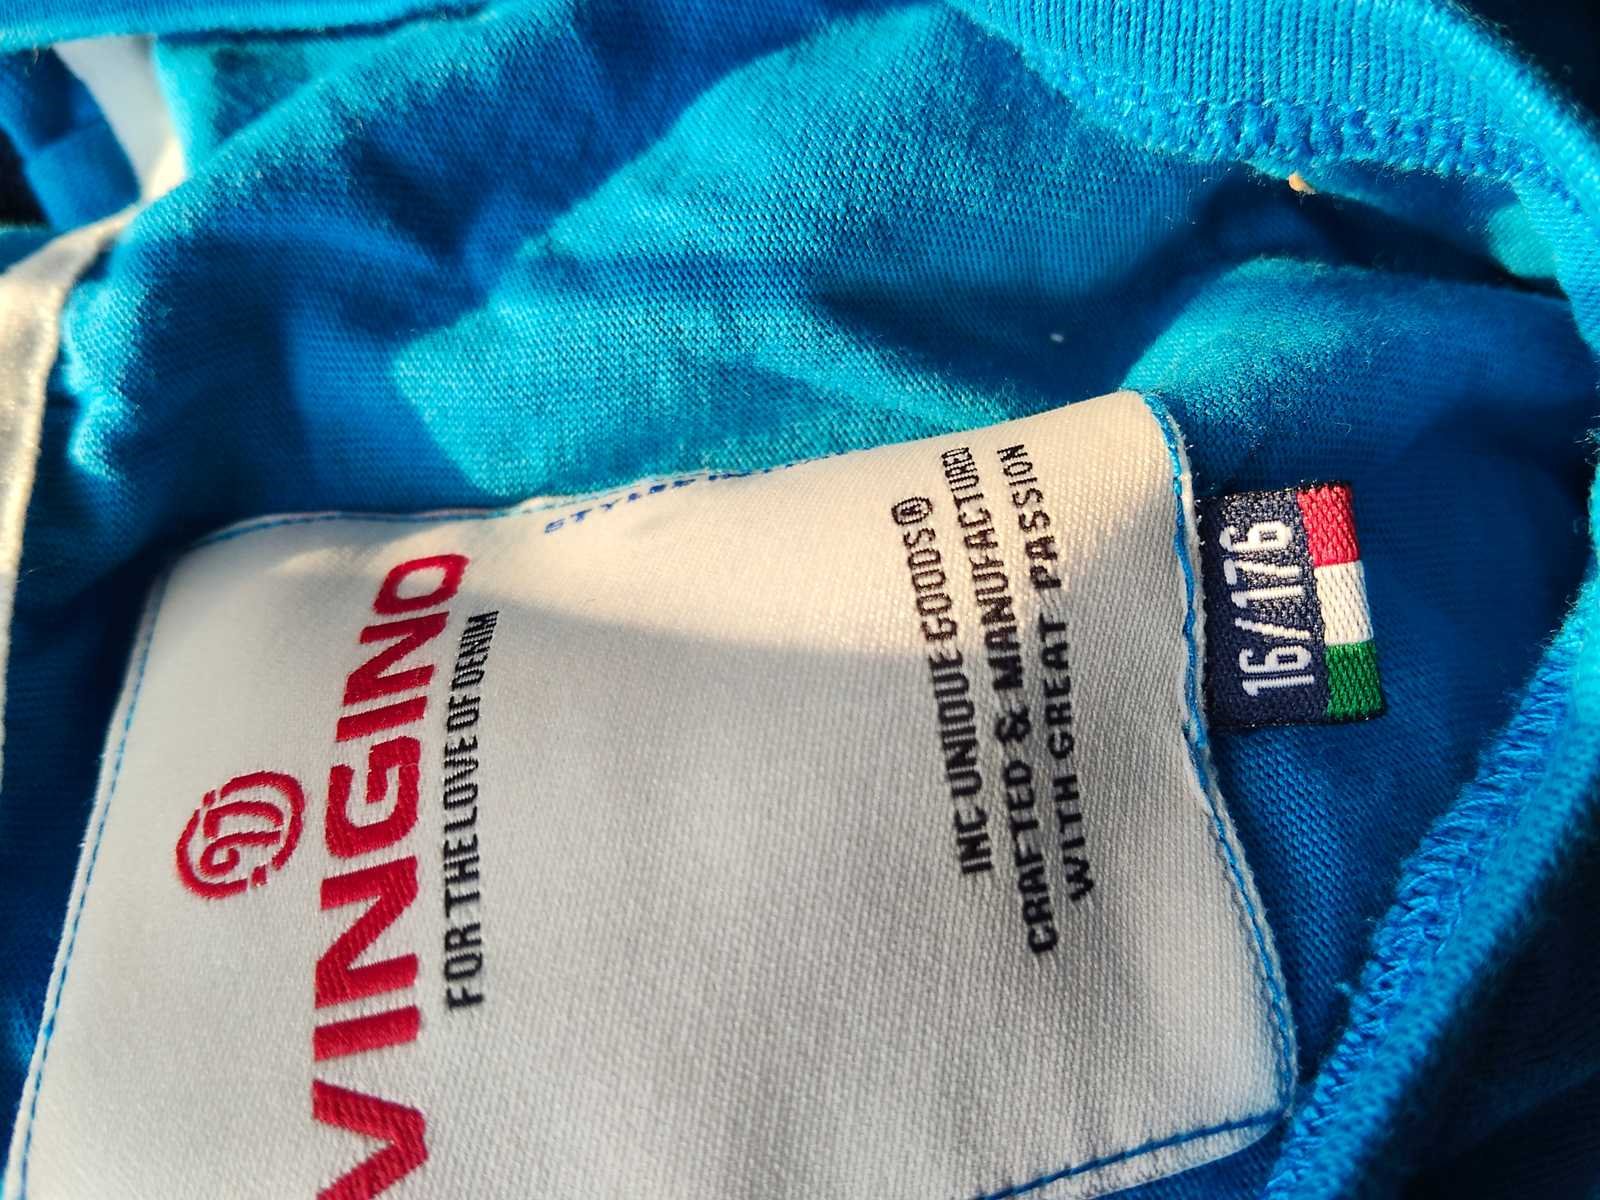 VINGINO
FOR THE LOVE OF DENIM
INC UNIQUE GOODS®
CRAFTED & MANUFACTURED
WITH GREAT PASSION
16/176